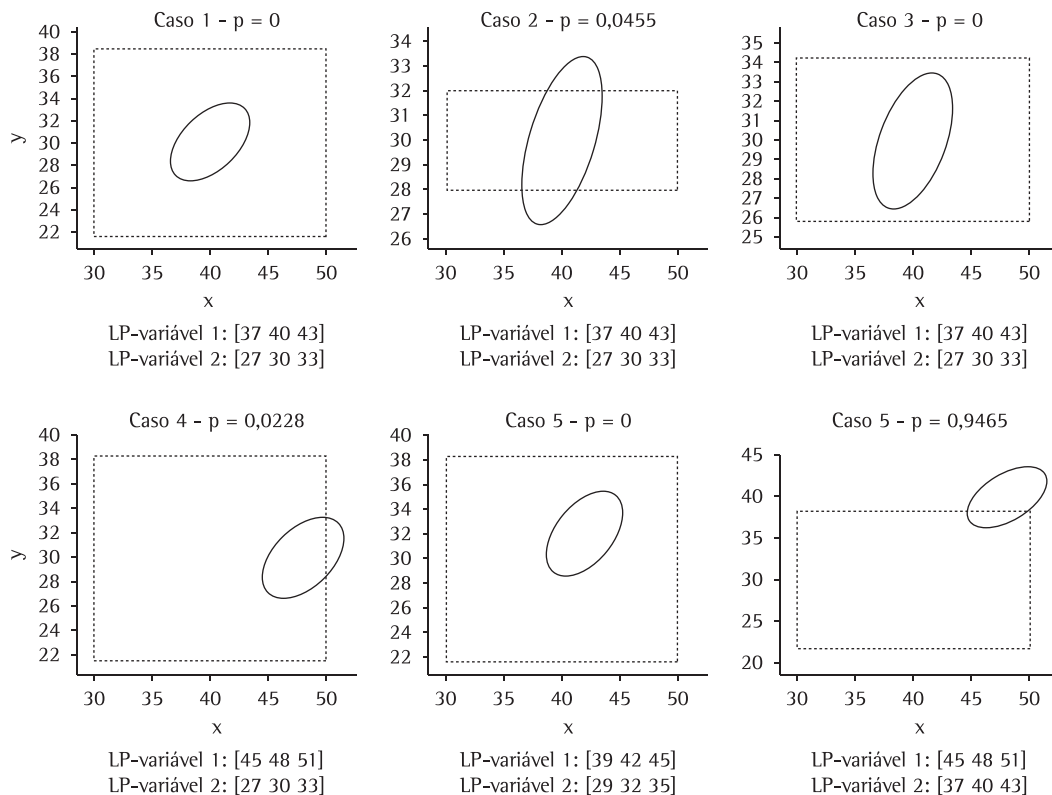 Caso 1 - p = 0
40
38
36
34
32
30
28
26
24
22
y
30 35 40 45 50
x
LP-variável 1: [37 40 43]
LP-variável 2: [27 30 33]
Caso 2 - p = 0,0455
34
33
32
31
30
29
28
27
26
30 35 40 45 50
x
LP-variável 1: [37 40 43]
LP-variável 2: [27 30 33]
Caso 3 - p = 0
35
34
33
32
31
30
29
28
27
26
25
30 35 40 45 50
x
LP-variável 1: [37 40 43]
LP-variável 2: [27 30 33]
Caso 4 - p = 0,0228
40
38
36
34
32
30
28
26
24
22
y
30 35 40 45 50
x
LP-variável 1: [45 48 51]
LP-variável 2: [27 30 33]
Caso 5 - p = 0
40
38
36
34
32
30
28
26
24
22
30 35 40 45 50
x
LP-variável 1: [39 42 45]
LP-variável 2: [29 32 35]
Caso 5 - p = 0,9465
45
40
35
30
25
20
30 35 40 45 50
x
LP-variável 1: [45 48 51]
LP-variável 2: [37 40 43]